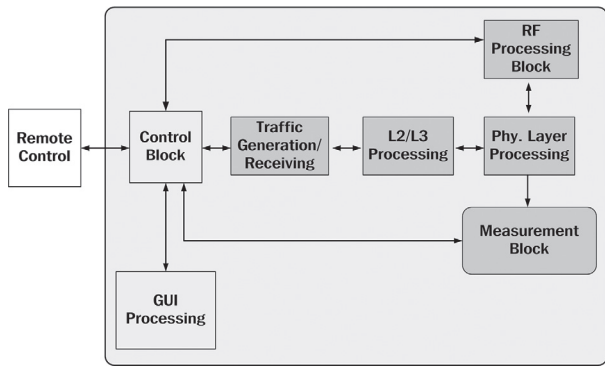 RF
Processing
Block
Remote
Control
Control
Block
Traffic
Generation/
Receiving
L2/L3
Processing
Phy. Layer
Processing
Measurement
Block
GUI
Processing